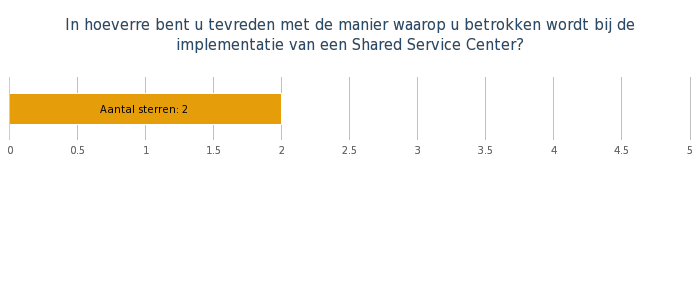 In hoeverre bent u tevreden met de manier waarop u betrokken wordt bij de
implementatie van een Shared Service Center?
Aantal sterren: 2
0 0.5 1 1.5 2 2.5 3 3.5 4 4.5 5